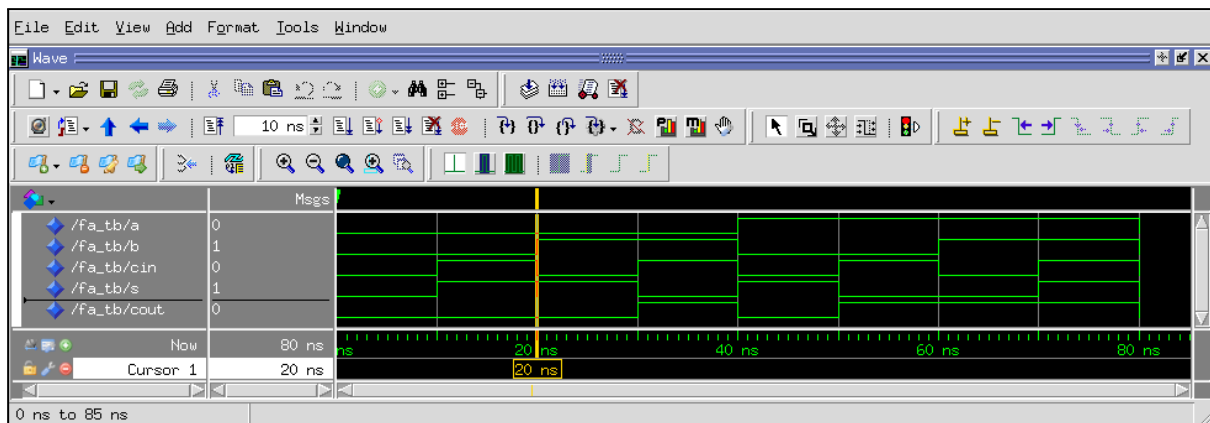 File Edit View Add Format Tools Window
Wave
10 ns
Msgs
/fa_tb/a 0
/fa_tb/b 1
/fa_tb/cin 0
/fa_tb/s 1
/fa_tb/cout 0
Now 80 ns ns 20 ns 40 ns 60 ns 80 ns
Cursor 1 20 ns 20 ns
0 ns to 85 ns